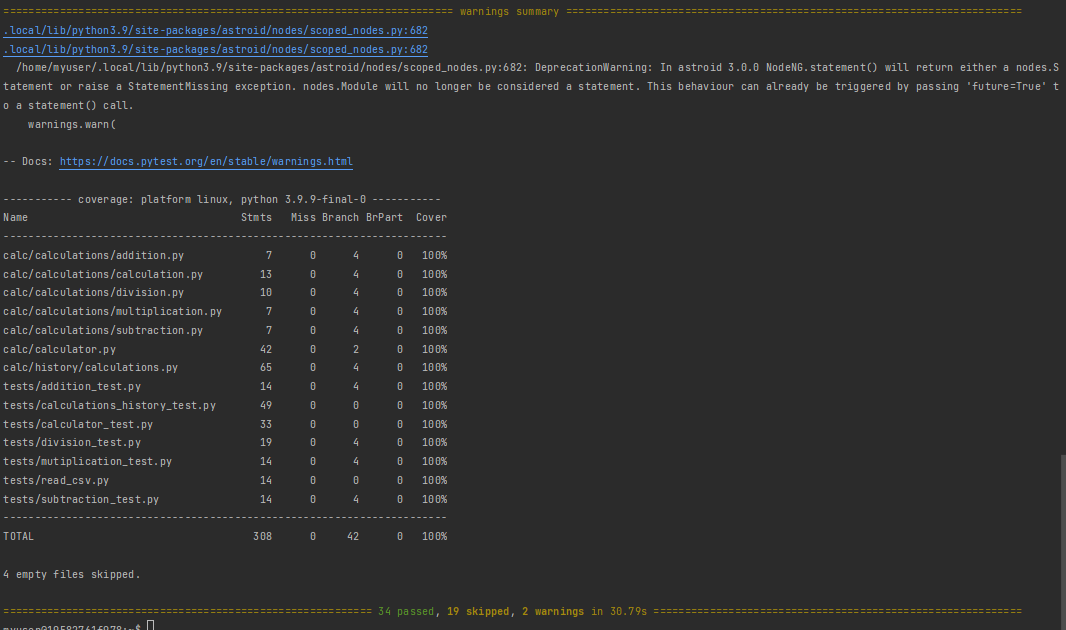 ======================================================================== warnings summary =========================================================================
.local/lib/python3.9/site-packages/astroid/nodes/scoped_nodes.py:682
.local/lib/python3.9/site-packages/astroid/nodes/scoped_nodes.py:682
  /home/myuser/.local/lib/python3.9/site-packages/astroid/nodes/scoped_nodes.py:682: DeprecationWarning: In astroid 3.0.0 NodeNG.statement() will return either a nodes.S
tatement or raise a StatementMissing exception. nodes.Module will no longer be considered a statement. This behaviour can already be triggered by passing 'future=True' t
o a statement() call.
    warnings.warn(
-- Docs: https://docs.pytest.org/en/stable/warnings.html
----------- coverage: platform linux, python 3.9.9-final-0 -----------
Name                                  Stmts   Miss Branch BrPart  Cover
-----------------------------------------------------------------------
calc/calculations/addition.py             7      0      4      0   100%
calc/calculations/calculation.py         13      0      4      0   100%
calc/calculations/division.py            10      0      4      0   100%
calc/calculations/multiplication.py       7      0      4      0   100%
calc/calculations/subtraction.py          7      0      4      0   100%
calc/calculator.py                       42      0      2      0   100%
calc/history/calculations.py             65      0      4      0   100%
tests/addition_test.py                   14      0      4      0   100%
tests/calculations_history_test.py       49      0      0      0   100%
tests/calculator_test.py                 33      0      0      0   100%
tests/division_test.py                   19      0      4      0   100%
tests/mutiplication_test.py              14      0      4      0   100%
tests/read_csv.py                        14      0      0      0   100%
tests/subtraction_test.py                14      0      4      0   100%
-----------------------------------------------------------------------
TOTAL                                   308      0     42      0   100%
4 empty files skipped.
=========================================================== 34 passed, 19 skipped, 2 warnings in 30.79s ===========================================================